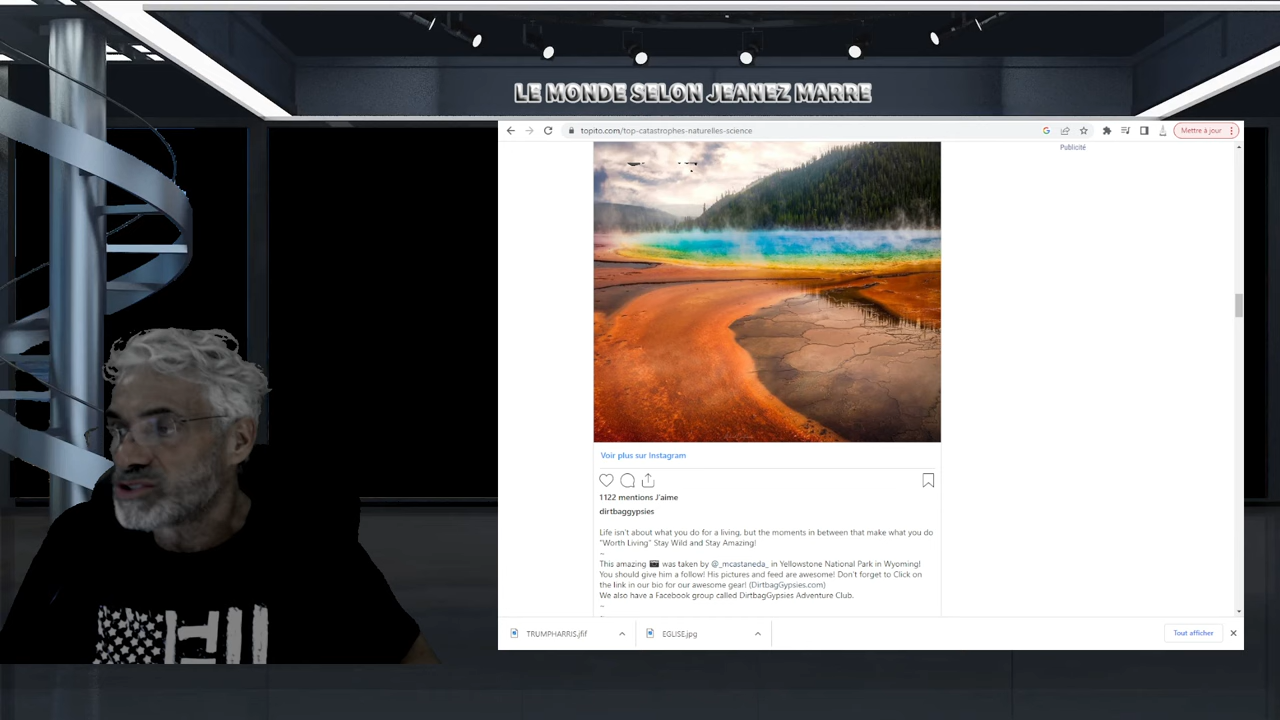 LE MONDE SELON JEANEZ MARRE
topito.com/top-catastrophes-naturelles-science
Mettre à jour
Publicité
Voir plus sur Instagram
1122 mentions J'aime
dirtbaggypsies
Life isn't about what you do for a living, but the moments in between that make what you do
"Worth Living" Stay Wild and Stay Amazing!
~
This amazing 📷 was taken by @_mcastaneda_ in Yellowstone National Park in Wyoming!
You should give him a follow! His pictures and feed are awesome! Don't forget to Click on
the link in our bio for our awesome gear! (DirtbagGypsies.com)
We also have a Facebook group called DirtbagGypsies Adventure Club.
~
TRUMPHARRIS.jfif
EGLISE.jpg
Tout afficher